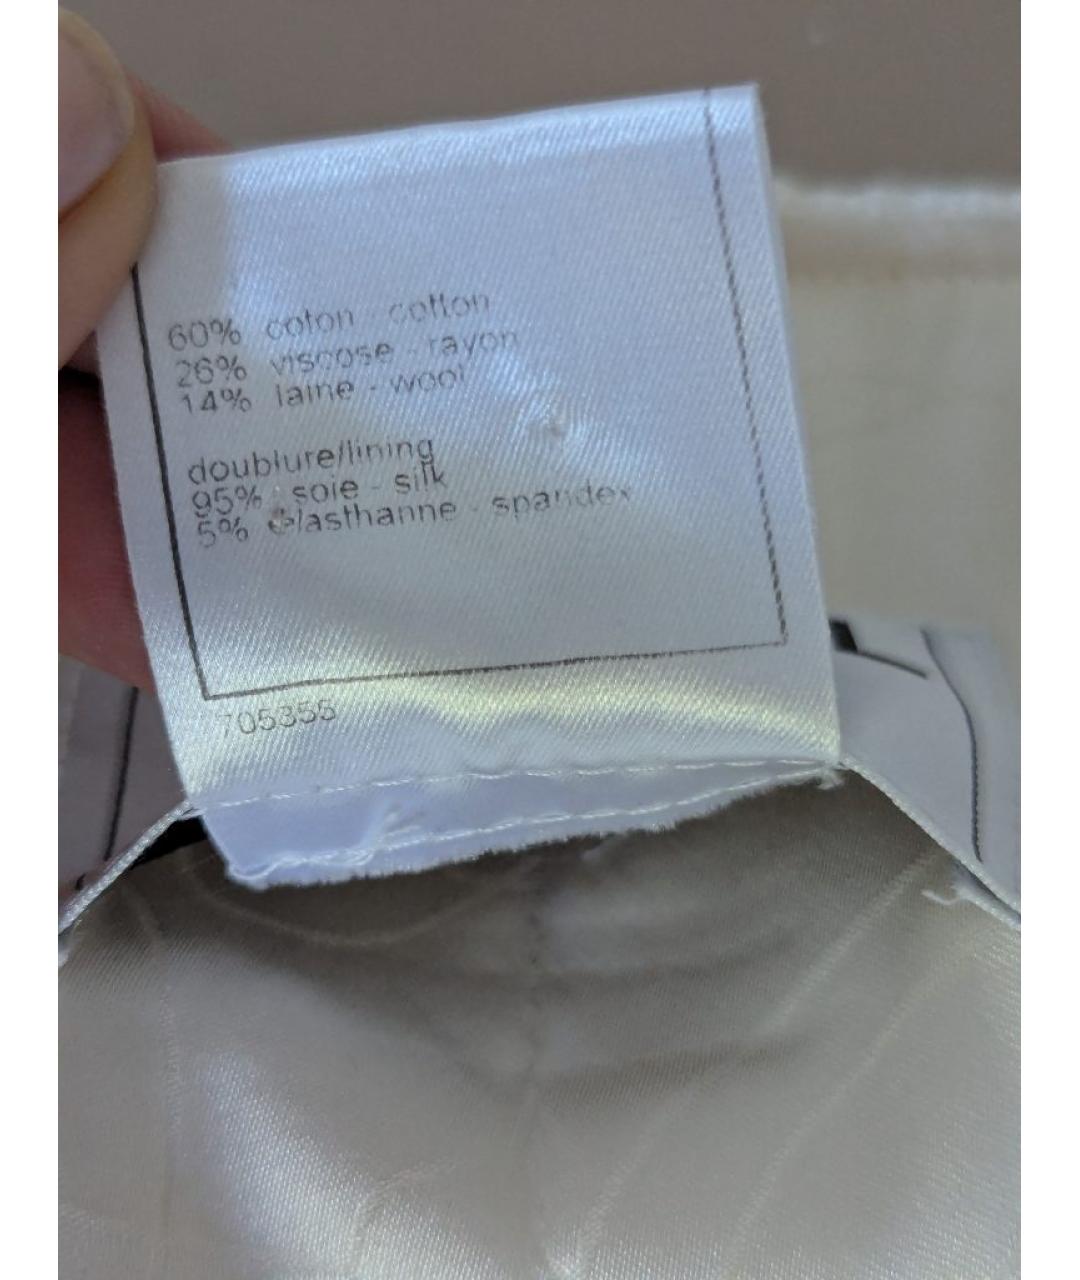 60% coton - cotton
26% viscose - rayon
14% laine - wool
doublure/lining
95% soie - silk
5% élasthanne - spandex
705355